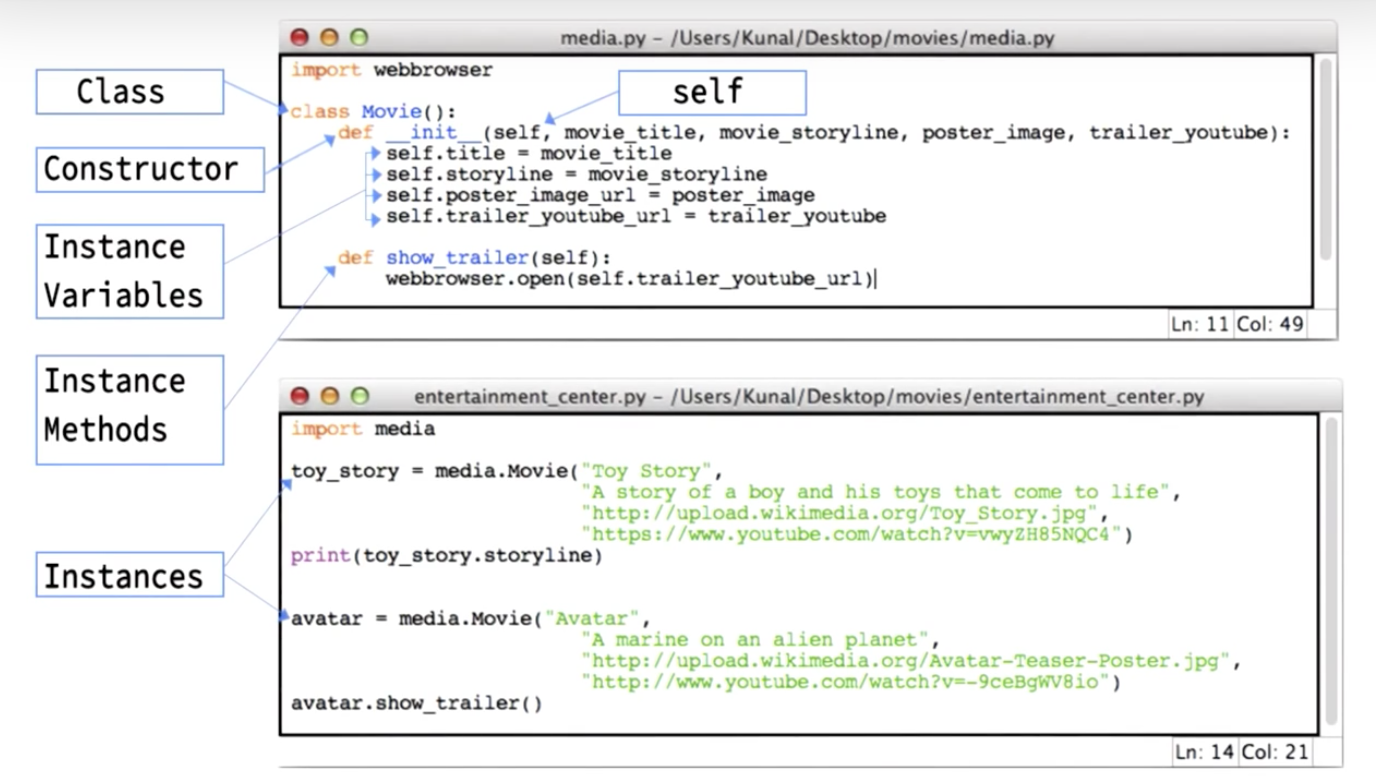 Class
Constructor
Instance
Variables
Instance
Methods
Instances
self
media.py – /Users/Kunal/Desktop/movies/media.py
import webbrowser
class Movie():
    def __init__(self, movie_title, movie_storyline, poster_image, trailer_youtube):
        self.title = movie_title
        self.storyline = movie_storyline
        self.poster_image_url = poster_image
        self.trailer_youtube_url = trailer_youtube
    def show_trailer(self):
        webbrowser.open(self.trailer_youtube_url)
Ln: 11 Col: 49
entertainment_center.py – /Users/Kunal/Desktop/movies/entertainment_center.py
import media
toy_story = media.Movie("Toy Story",
                        "A story of a boy and his toys that come to life",
                        "http://upload.wikimedia.org/Toy_Story.jpg",
                        "https://www.youtube.com/watch?v=vwyZH85NQC4")
print(toy_story.storyline)
avatar = media.Movie("Avatar",
                        "A marine on an alien planet",
                        "http://upload.wikimedia.org/Avatar-Teaser-Poster.jpg",
                        "http://www.youtube.com/watch?v=-9ceBgWV8io")
avatar.show_trailer()
Ln: 14 Col: 21